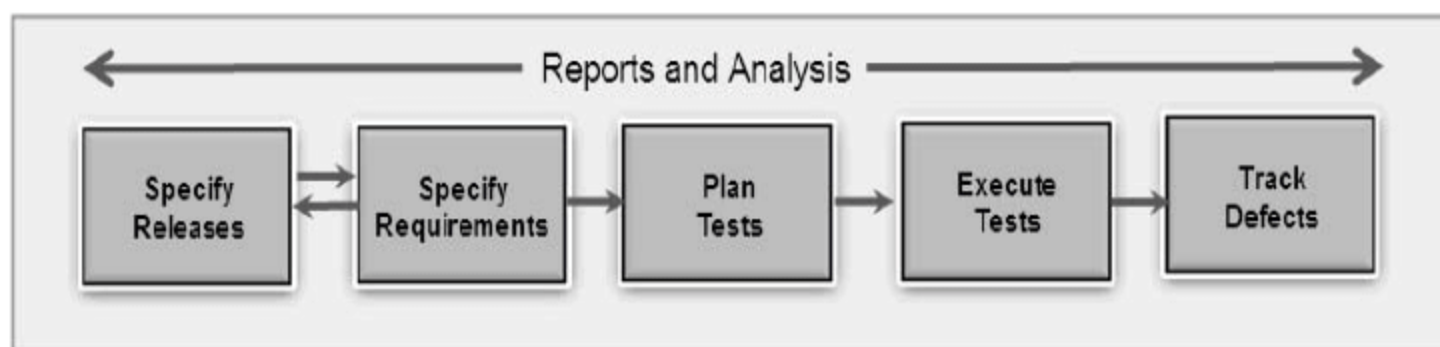 Reports and Analysis
Specify
Releases
Specify
Requirements
Plan
Tests
Execute
Tests
Track
Defects